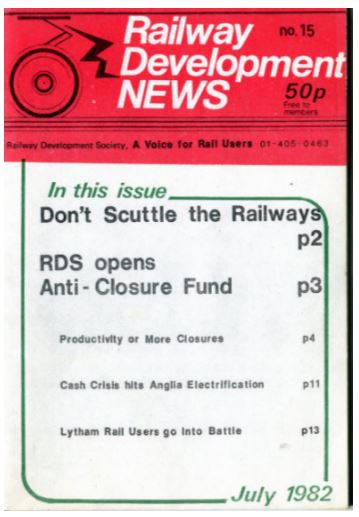 Railway no.15
Development
NEWS 50p
Free to
members
Railway Development Society, A Voice for Rail Users 01-405-0463
In this issue
Don't Scuttle the Railways
p2
RDS opens
Anti-Closure Fund p3
Productivity or More Closures p4
Cash Crisis hits Anglia Electrification p11
Lytham Rail Users go into Battle p13
July 1982